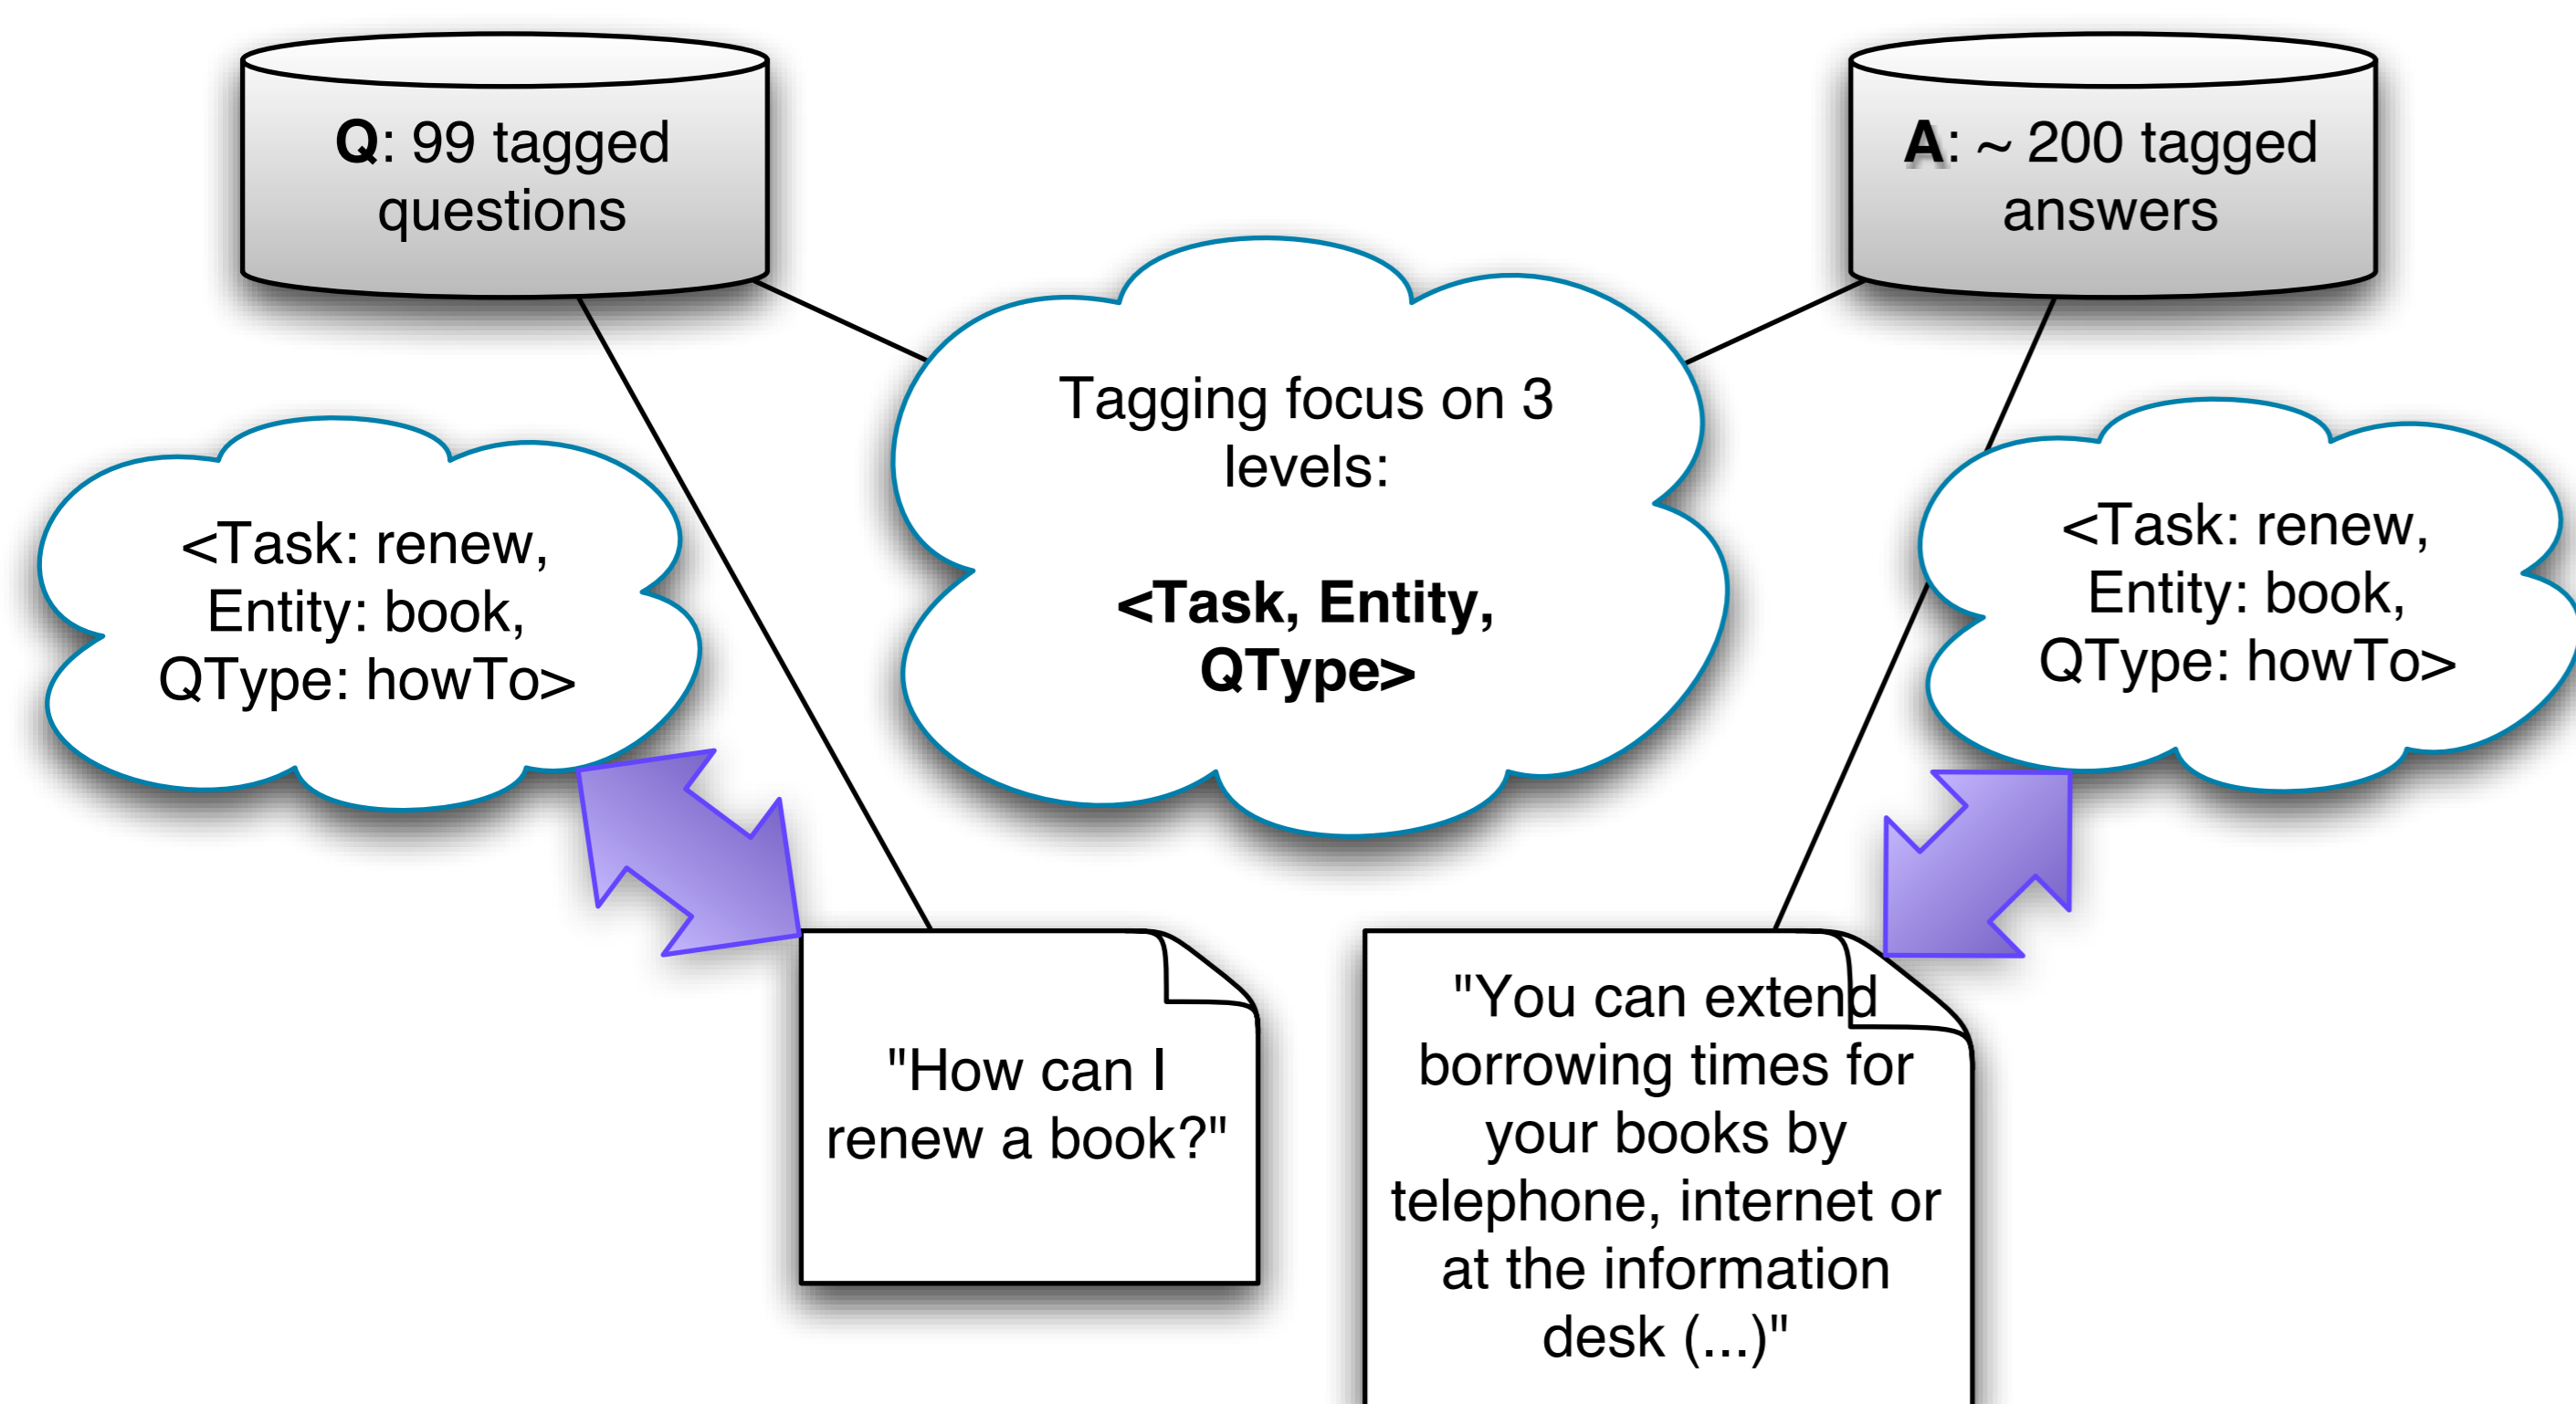 Q: 99 tagged
questions
A: ~ 200 tagged
answers
Tagging focus on 3
levels:
<Task, Entity,
QType>
<Task: renew,
Entity: book,
QType: howTo>
<Task: renew,
Entity: book,
QType: howTo>
"How can I
renew a book?"
"You can extend
borrowing times for
your books by
telephone, internet or
at the information
desk (...)"